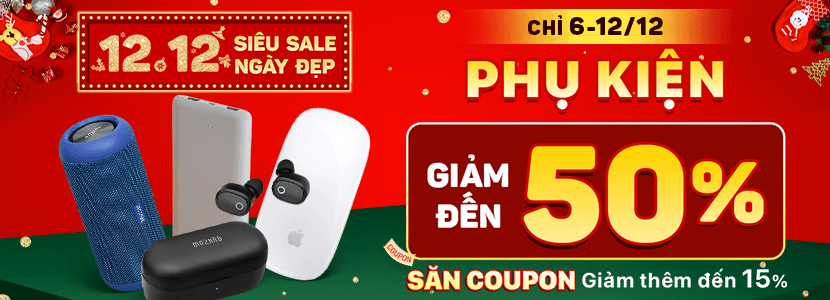 12.12
SIÊU SALE
NGÀY ĐẸP
CHỈ 6-12/12
PHỤ KIỆN
GIẢM
ĐẾN
50%
MOZARD
COUPON
SĂN COUPON Giảm thêm đến 15%